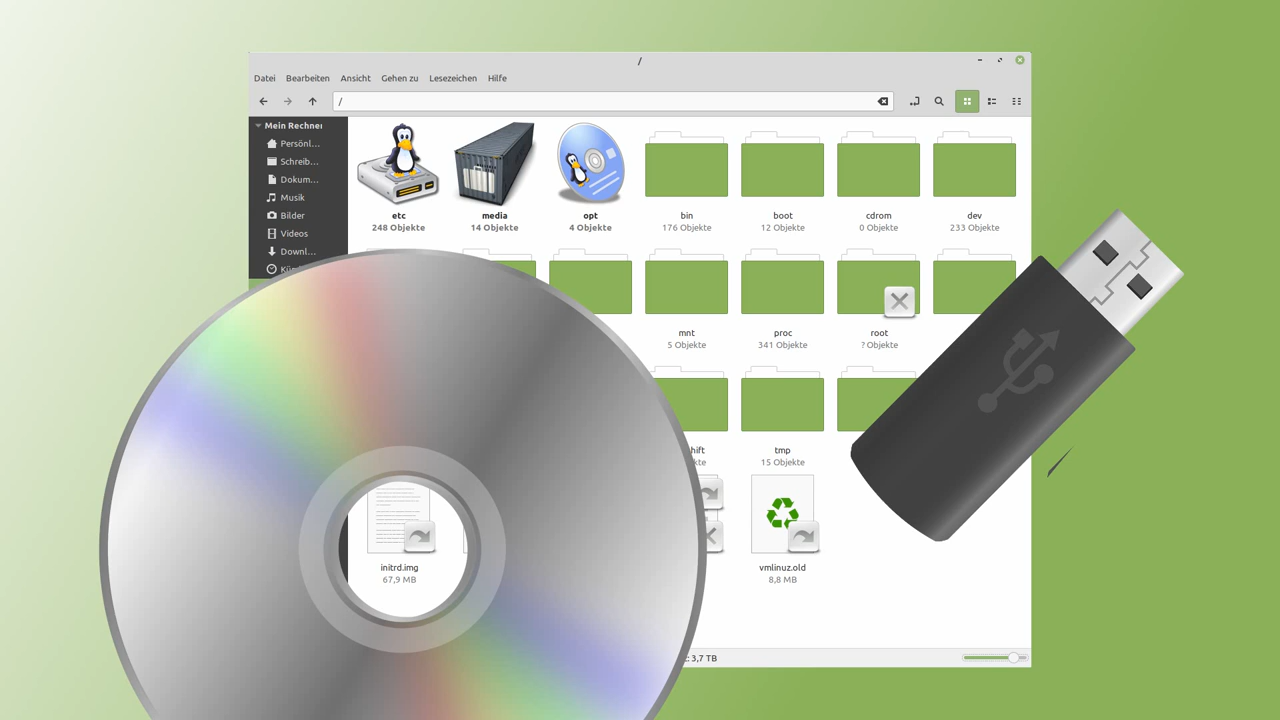 /
Datei Bearbeiten Ansicht Gehen zu Lesezeichen Hilfe
/
Mein Rechner
Persönl...
Schreib...
Dokum...
Musik
Bilder
Videos
Downl...
etc media opt bin boot cdrom dev
248 Objekte 14 Objekte 4 Objekte 176 Objekte 12 Objekte 0 Objekte 233 Objekte
mnt proc root
5 Objekte 341 Objekte ? Objekte
tmp
15 Objekte
initrd.img vmlinuz.old
67,9 MB 8,8 MB
3,7 TB